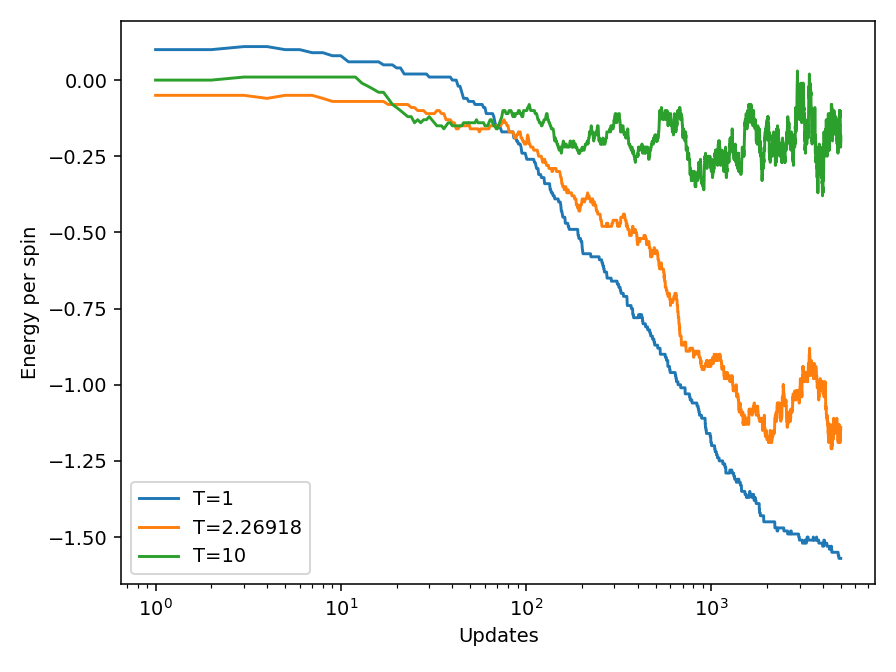 0.00
−0.25
−0.50
−0.75
−1.00
−1.25
−1.50
Energy per spin
T=1
T=2.26918
T=10
10⁰ 10¹ 10² 10³
Updates